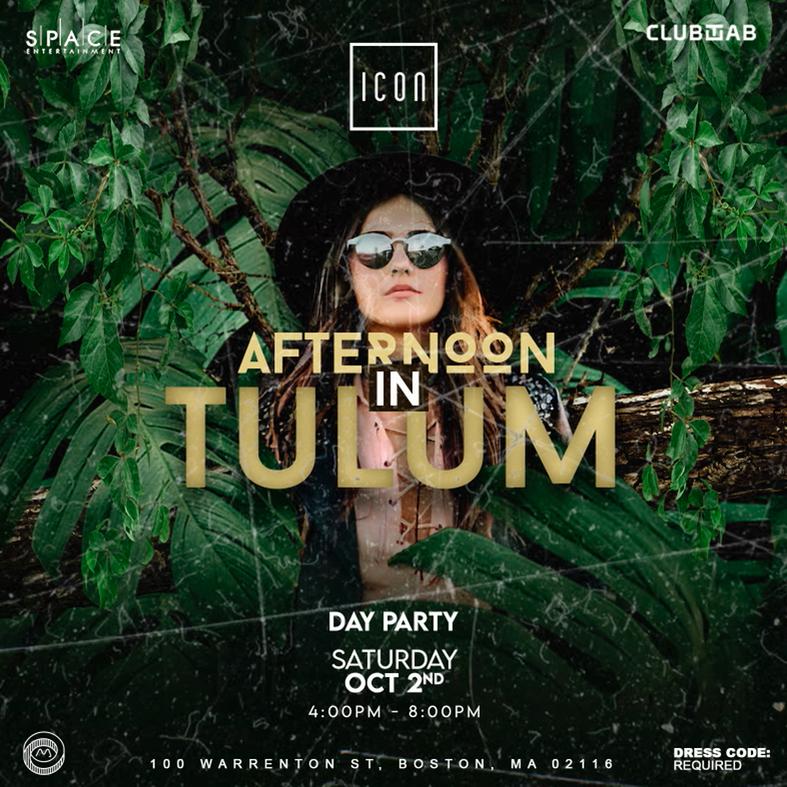 SPACE
ENTERTAINMENT
ICON
AFTERNOON
IN
TULUM
DAY PARTY
SATURDAY
OCT 2ND
4:00PM - 8:00PM
100 WARRENTON ST, BOSTON, MA 02116
DRESS CODE:
REQUIRED